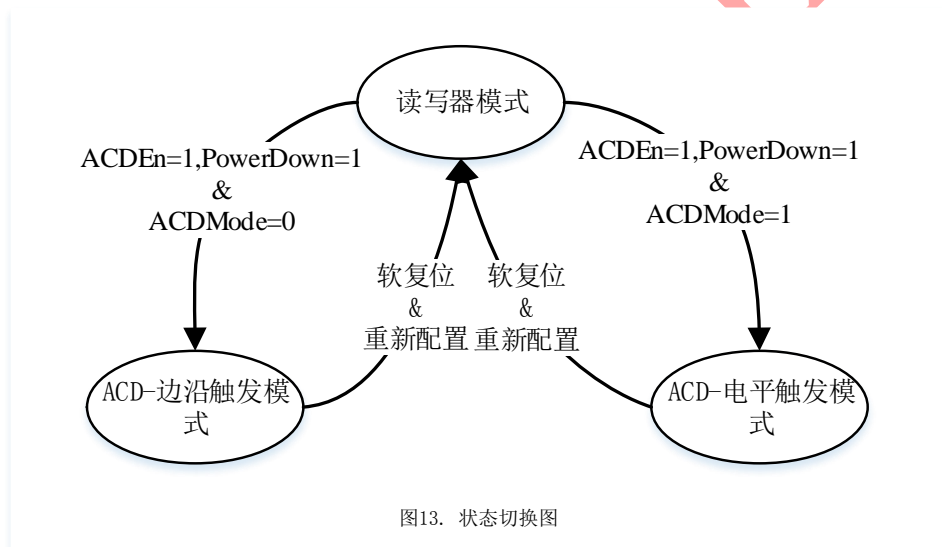 读写器模式
ACDEn=1,PowerDown=1
&
ACDMode=0
ACDEn=1,PowerDown=1
&
ACDMode=1
软复位
&
重新配置
软复位
&
重新配置
ACD-边沿触发模
式
ACD-电平触发模
式
图13. 状态切换图